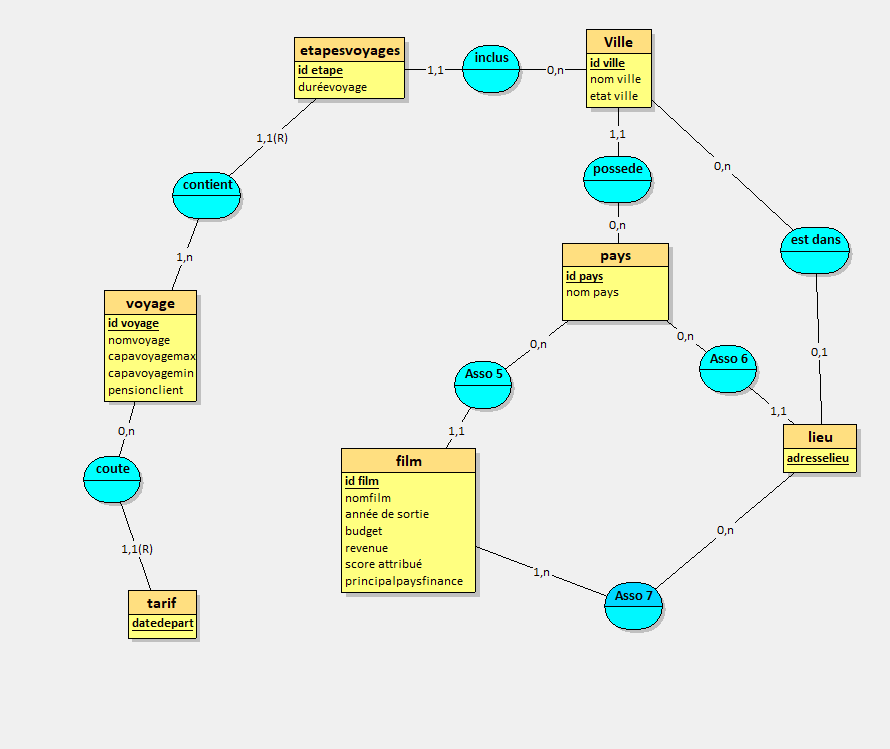 etapesvoyages
id etape
duréevoyage
1,1
inclus
0,n
Ville
id ville
nom ville
etat ville
1,1(R)
contient
1,n
1,1
possede
0,n
0,n
est dans
0,1
pays
id pays
nom pays
voyage
id voyage
nomvoyage
capavoyagemax
capavoyagemin
pensionclient
0,n
Asso 5
1,1
0,n
Asso 6
1,1
lieu
adresselieu
0,n
coute
1,1(R)
film
id film
nomfilm
année de sortie
budget
revenue
score attribué
principalpaysfinance
1,n
Asso 7
0,n
tarif
datedepart